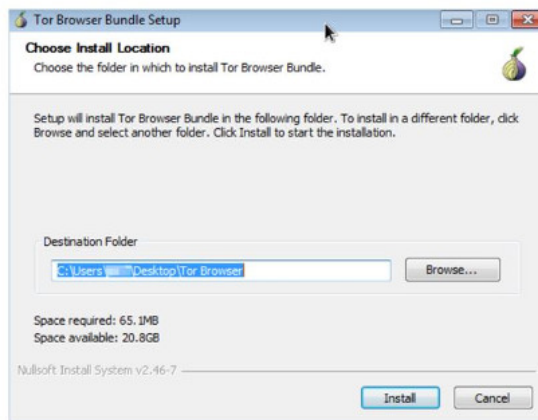 Tor Browser Bundle Setup
Choose Install Location
Choose the folder in which to install Tor Browser Bundle.
Setup will install Tor Browser Bundle in the following folder. To install in a different folder, click
Browse and select another folder. Click Install to start the installation.
Destination Folder
C:\Users\ \Desktop\Tor Browser
Browse...
Space required: 65.1MB
Space available: 20.8GB
Nullsoft Install System v2.46-7
Install
Cancel